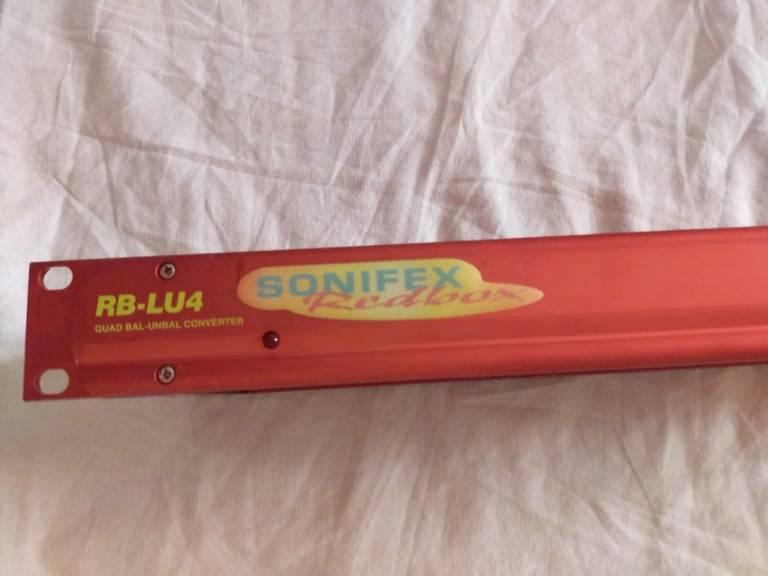 RB-LU4
QUAD BAL-UNBAL CONVERTER
SONIFEX
Redbox